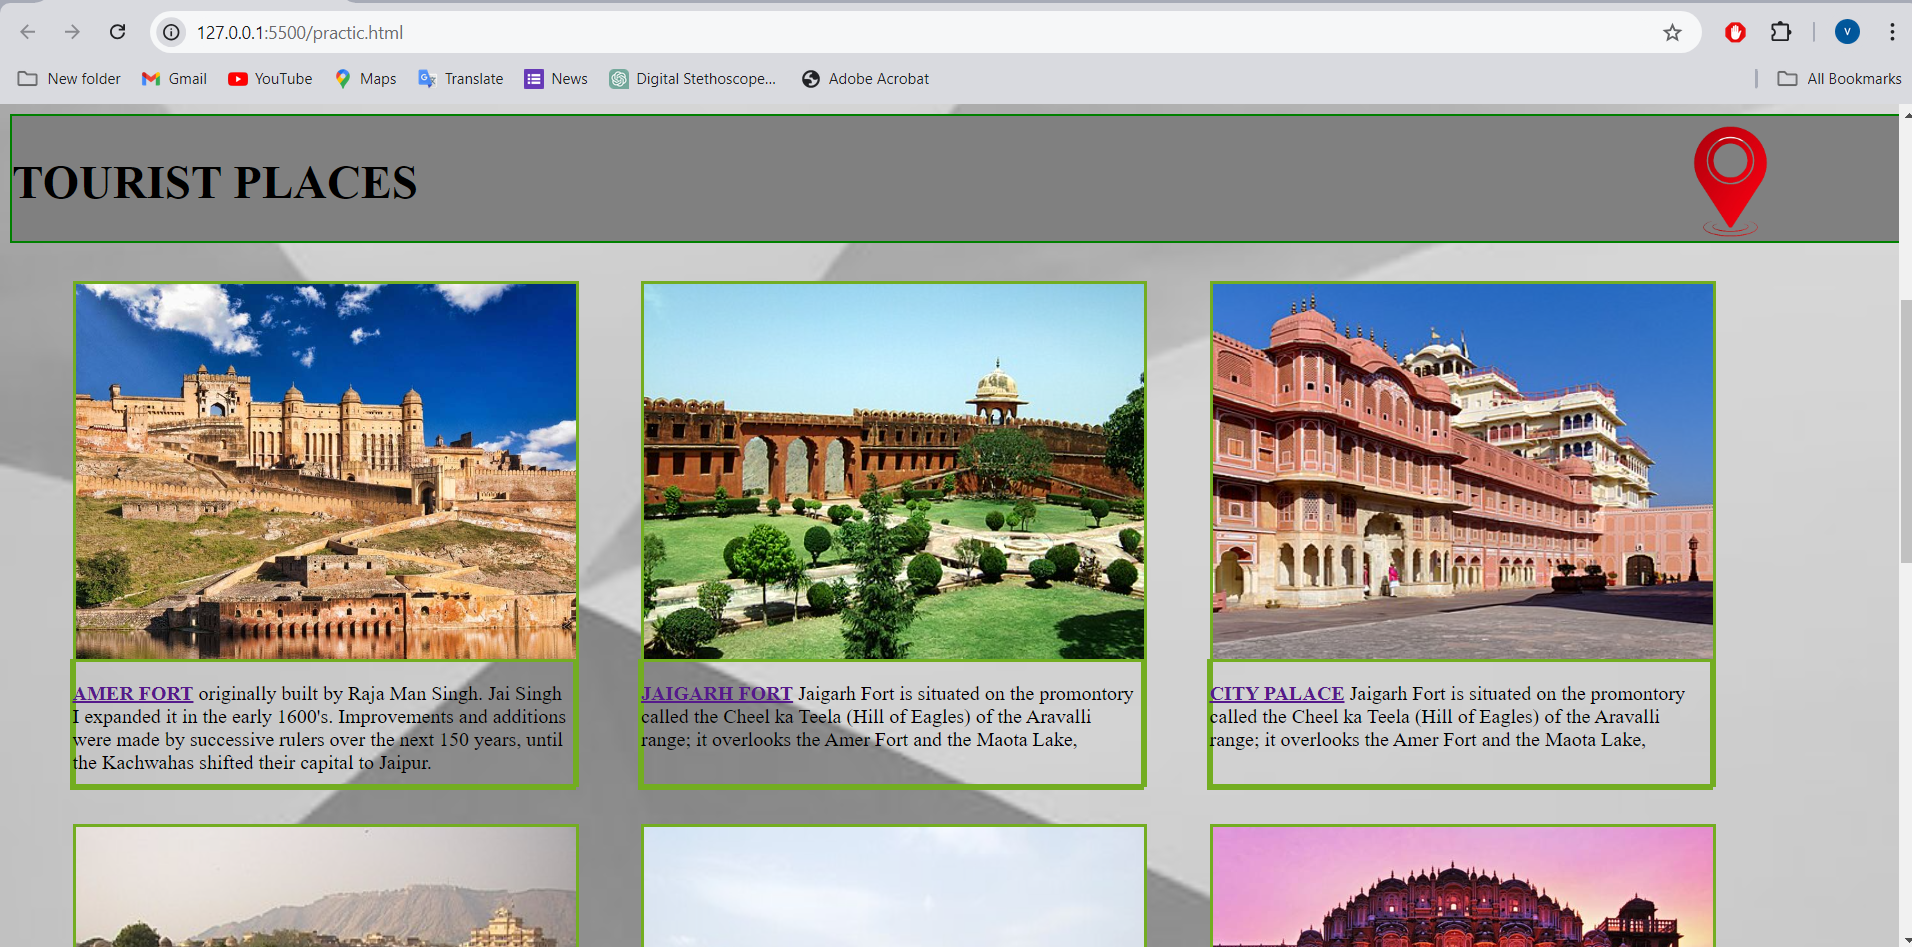 127.0.0.1:5500/practic.html
New folder Gmail YouTube Maps Translate News Digital Stethoscope... Adobe Acrobat All Bookmarks
V
TOURIST PLACES
AMER FORT originally built by Raja Man Singh. Jai Singh
I expanded it in the early 1600's. Improvements and additions
were made by successive rulers over the next 150 years, until
the Kachwahas shifted their capital to Jaipur.
JAIGARH FORT Jaigarh Fort is situated on the promontory
called the Cheel ka Teela (Hill of Eagles) of the Aravalli
range; it overlooks the Amer Fort and the Maota Lake,
CITY PALACE Jaigarh Fort is situated on the promontory
called the Cheel ka Teela (Hill of Eagles) of the Aravalli
range; it overlooks the Amer Fort and the Maota Lake,